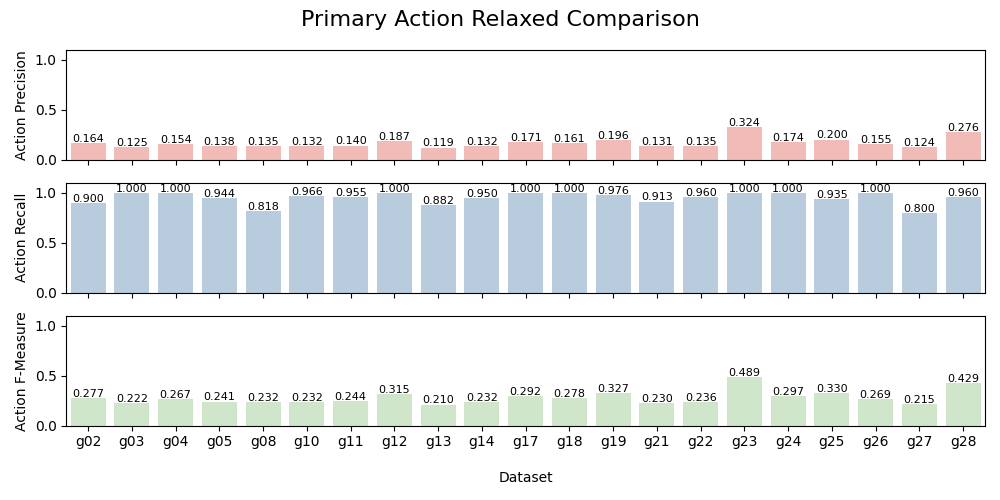 Primary Action Relaxed Comparison
Action Precision
1.0
0.5
0.0
0.164 0.125 0.154 0.138 0.135 0.132 0.140 0.187 0.119 0.132 0.171 0.161 0.196 0.131 0.135 0.324 0.174 0.200 0.155 0.124 0.276
Action Recall
1.0
0.5
0.0
0.900 1.000 1.000 0.944 0.818 0.966 0.955 1.000 0.882 0.950 1.000 1.000 0.976 0.913 0.960 1.000 1.000 0.935 1.000 0.800 0.960
Action F-Measure
1.0
0.5
0.0
0.277 0.222 0.267 0.241 0.232 0.232 0.244 0.315 0.210 0.232 0.292 0.278 0.327 0.230 0.236 0.489 0.297 0.330 0.269 0.215 0.429
g02 g03 g04 g05 g08 g10 g11 g12 g13 g14 g17 g18 g19 g21 g22 g23 g24 g25 g26 g27 g28
Dataset